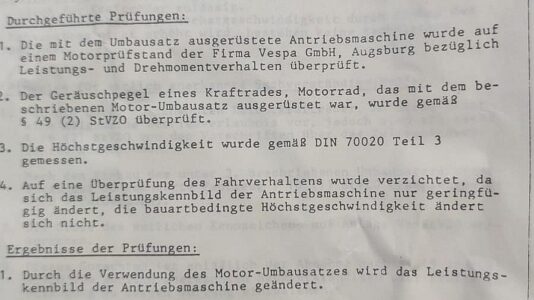 Durchgeführte Prüfungen:
1. Die mit dem Umbausatz ausgerüstete Antriebsmaschine wurde auf
einem Motorprüfstand der Firma Vespa GmbH, Augsburg bezüglich
Leistungs- und Drehmomentverhalten überprüft.
2. Der Geräuschpegel eines Kraftrades, Motorrad, das mit dem be-
schriebenen Motor-Umbausatz ausgerüstet war, wurde gemäß
§ 49 (2) StVZO überprüft.
3. Die Höchstgeschwindigkeit wurde gemäß DIN 70020 Teil 3
gemessen.
4. Auf eine Überprüfung des Fahrverhaltens wurde verzichtet, da
sich das Leistungskennbild der Antriebsmaschine nur geringfü-
gig ändert, die bauartbedingte Höchstgeschwindigkeit ändert
sich nicht.
Ergebnisse der Prüfungen:
1. Durch die Verwendung des Motor-Umbausatzes wird das Leistungs-
kennbild der Antriebsmaschine geändert.